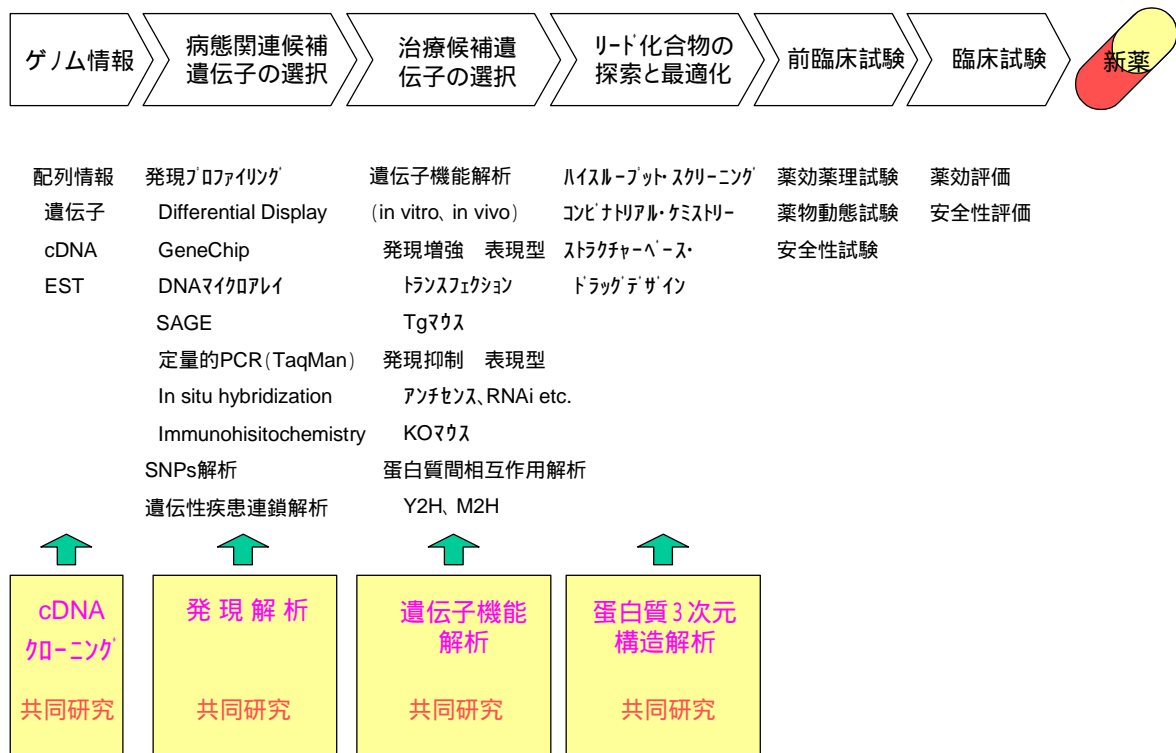 ゲノム情報
病態関連候補
遺伝子の選択
治療候補遺
伝子の選択
ﾘｰﾄﾞ化合物の
探索と最適化
前臨床試験
臨床試験
新薬
配列情報
遺伝子
cDNA
EST
発現ﾌﾟﾛﾌｧｲﾘﾝｸﾞ
Differential Display
GeneChip
DNAﾏｲｸﾛｱﾚｲ
SAGE
定量的PCR(TaqMan)
In situ hybridization
Immunohisitochemistry
SNPs解析
遺伝性疾患連鎖解析
遺伝子機能解析
(in vitro、in vivo)
発現増強　表現型
ﾄﾗﾝｽﾌｪｸｼｮﾝ
Tgﾏｳｽ
発現抑制　表現型
ｱﾝﾁｾﾝｽ、RNAi etc.
KOﾏｳｽ
蛋白質間相互作用解析
Y2H、M2H
ﾊｲｽﾙｰﾌﾟｯﾄ･ｽｸﾘｰﾆﾝｸﾞ
ｺﾝﾋﾞﾅﾄﾘｱﾙ･ｹﾐｽﾄﾘｰ
ｽﾄﾗｸﾁｬｰﾍﾞｰｽ･
ﾄﾞﾗｯｸﾞﾃﾞｻﾞｲﾝ
薬効薬理試験
薬物動態試験
安全性試験
薬効評価
安全性評価
cDNA
ｸﾛｰﾆﾝｸﾞ
共同研究
発 現 解 析
共同研究
遺伝子機能
解析
共同研究
蛋白質３次元
構造解析
共同研究